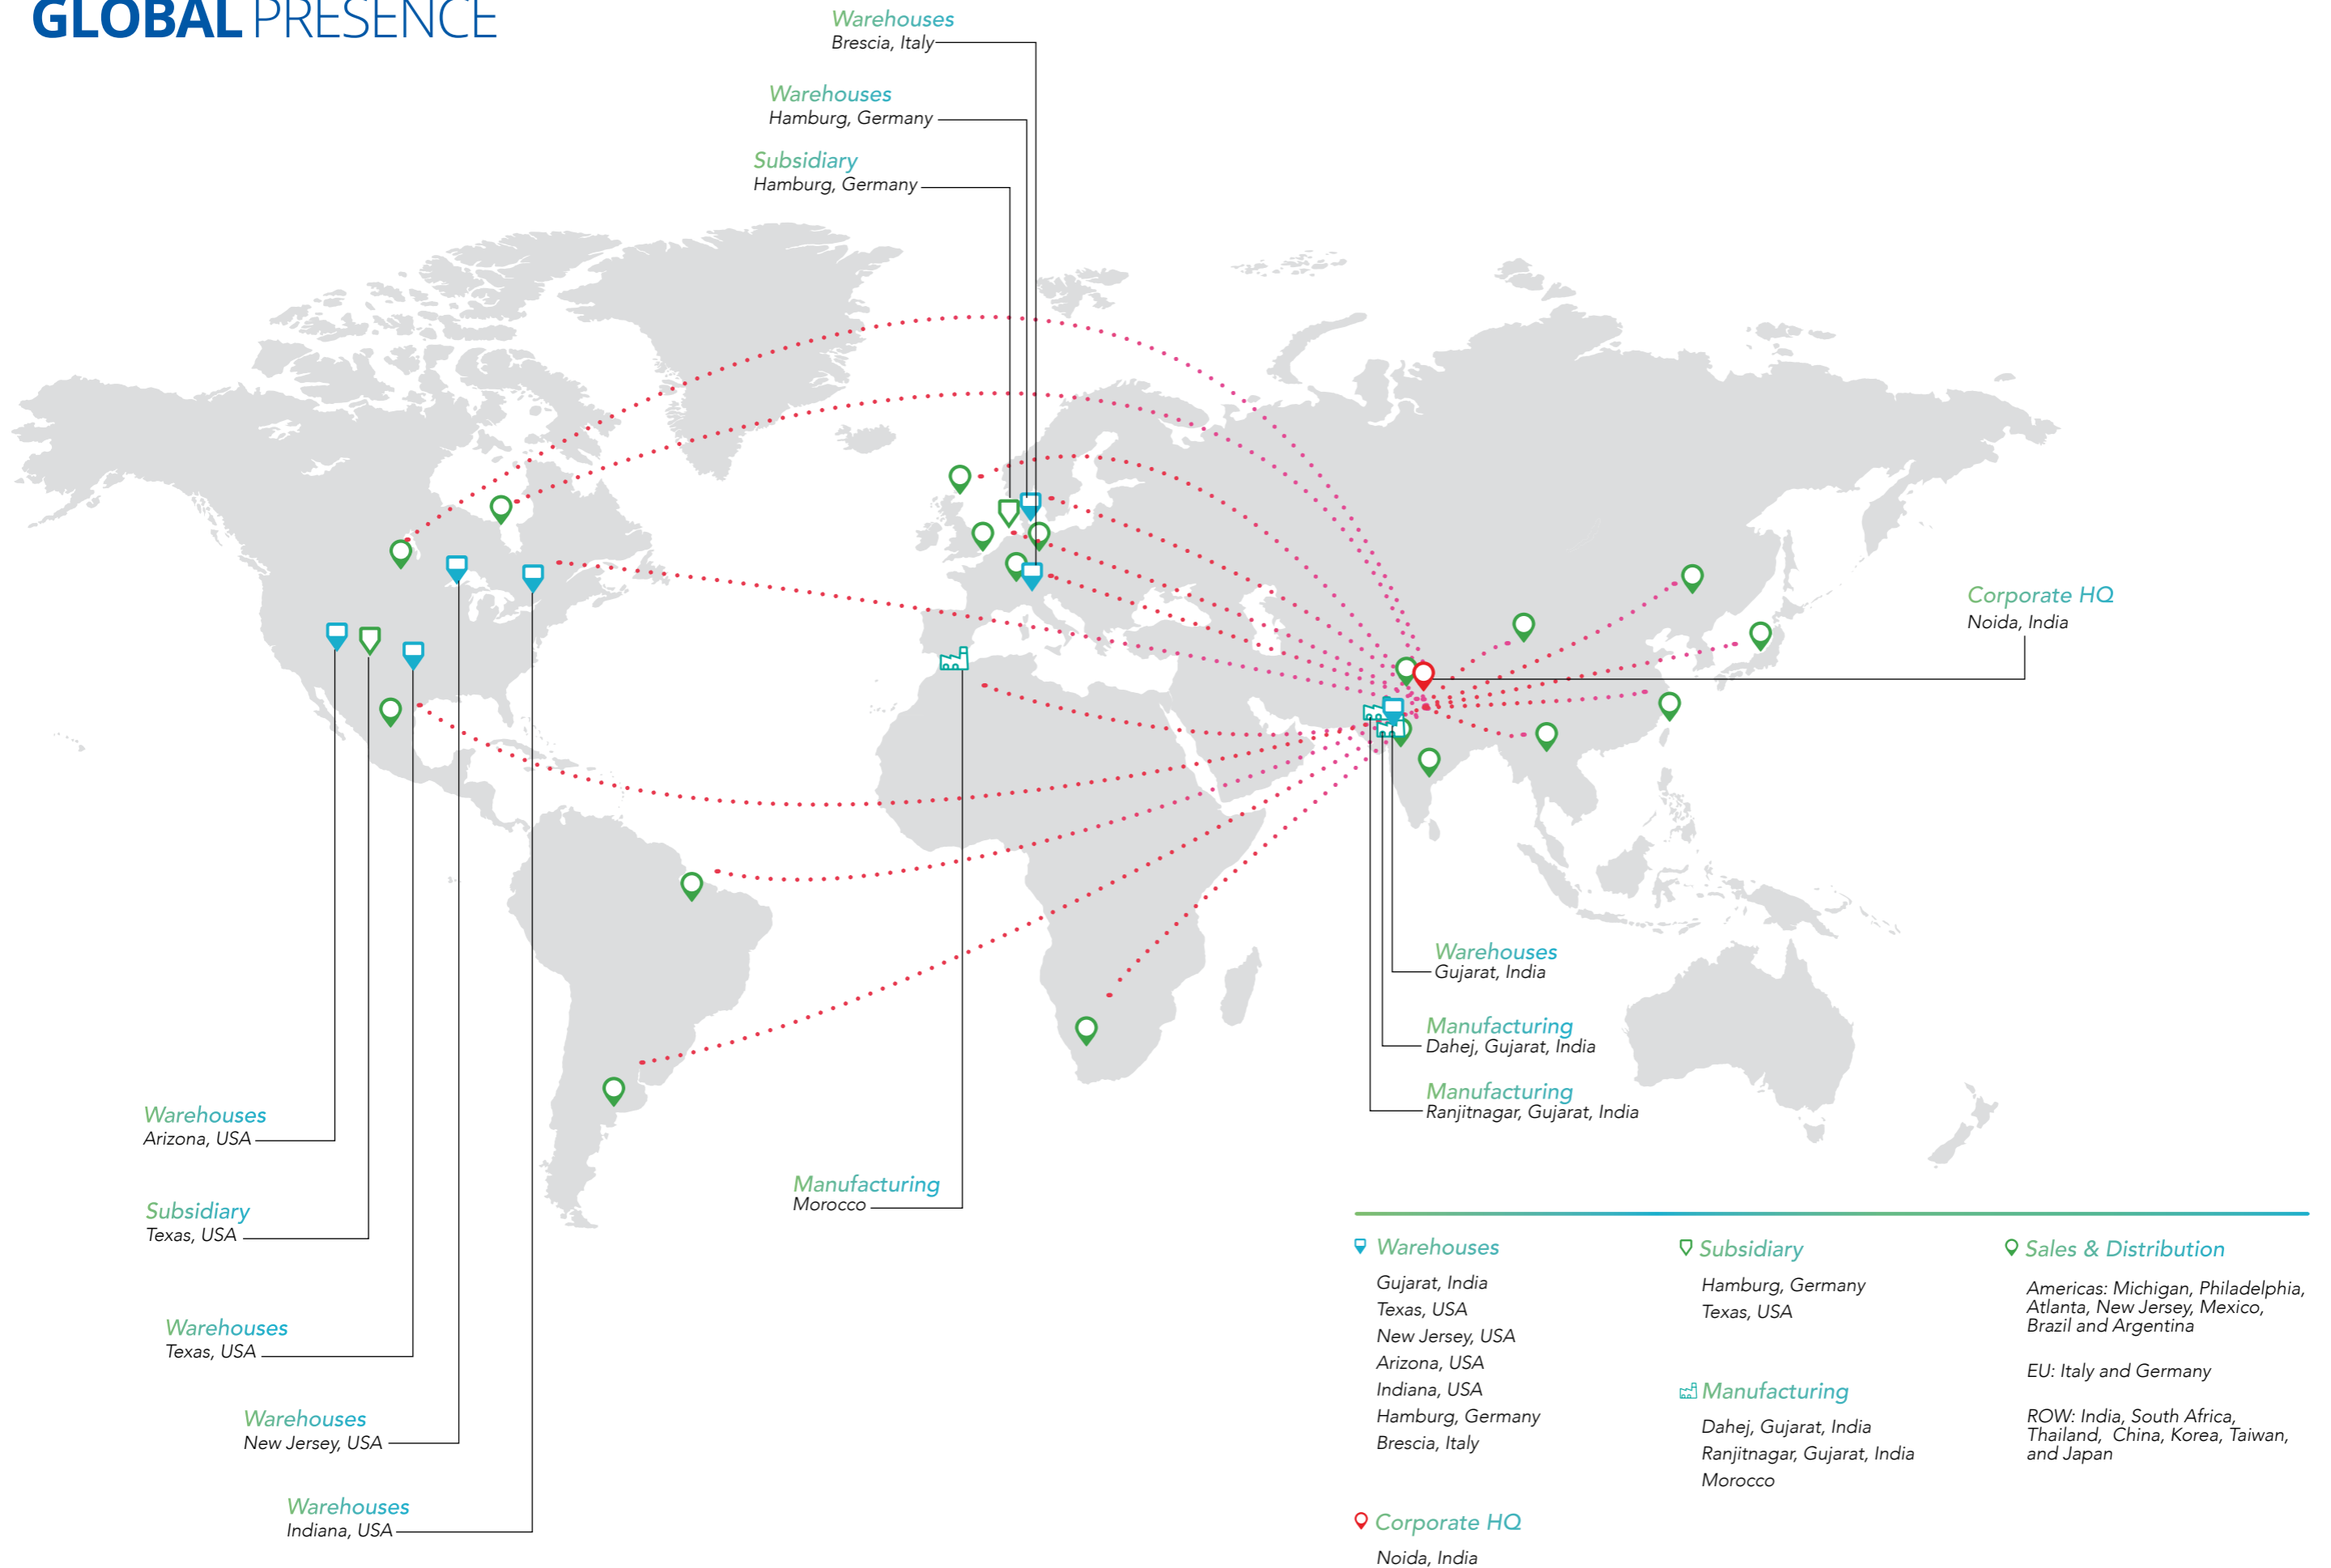 GLOBAL PRESENCE
Warehouses
Brescia, Italy
Warehouses
Hamburg, Germany
Subsidiary
Hamburg, Germany
Corporate HQ
Noida, India
Warehouses
Gujarat, India
Manufacturing
Dahej, Gujarat, India
Manufacturing
Ranjitnagar, Gujarat, India
Warehouses
Arizona, USA
Subsidiary
Texas, USA
Manufacturing
Morocco
Warehouses
Texas, USA
Warehouses
New Jersey, USA
Warehouses
Indiana, USA
Warehouses
Gujarat, India
Texas, USA
New Jersey, USA
Arizona, USA
Indiana, USA
Hamburg, Germany
Brescia, Italy
Corporate HQ
Noida, India
Subsidiary
Hamburg, Germany
Texas, USA
Manufacturing
Dahej, Gujarat, India
Ranjitnagar, Gujarat, India
Morocco
Sales & Distribution
Americas: Michigan, Philadelphia,
Atlanta, New Jersey, Mexico,
Brazil and Argentina
EU: Italy and Germany
ROW: India, South Africa,
Thailand, China, Korea, Taiwan,
and Japan